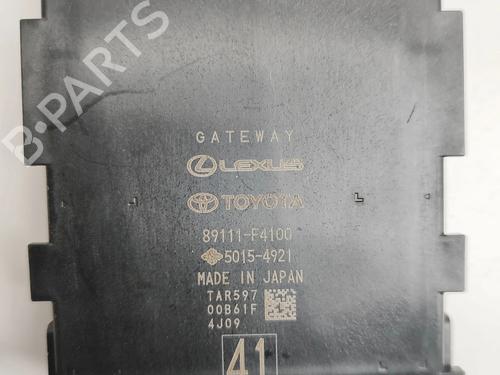 B-PARTS
GATEWAY
LEXUS
TOYOTA
89111-F4100
5015-4921
MADE IN JAPAN
TAR597
00B61F
4J09
41